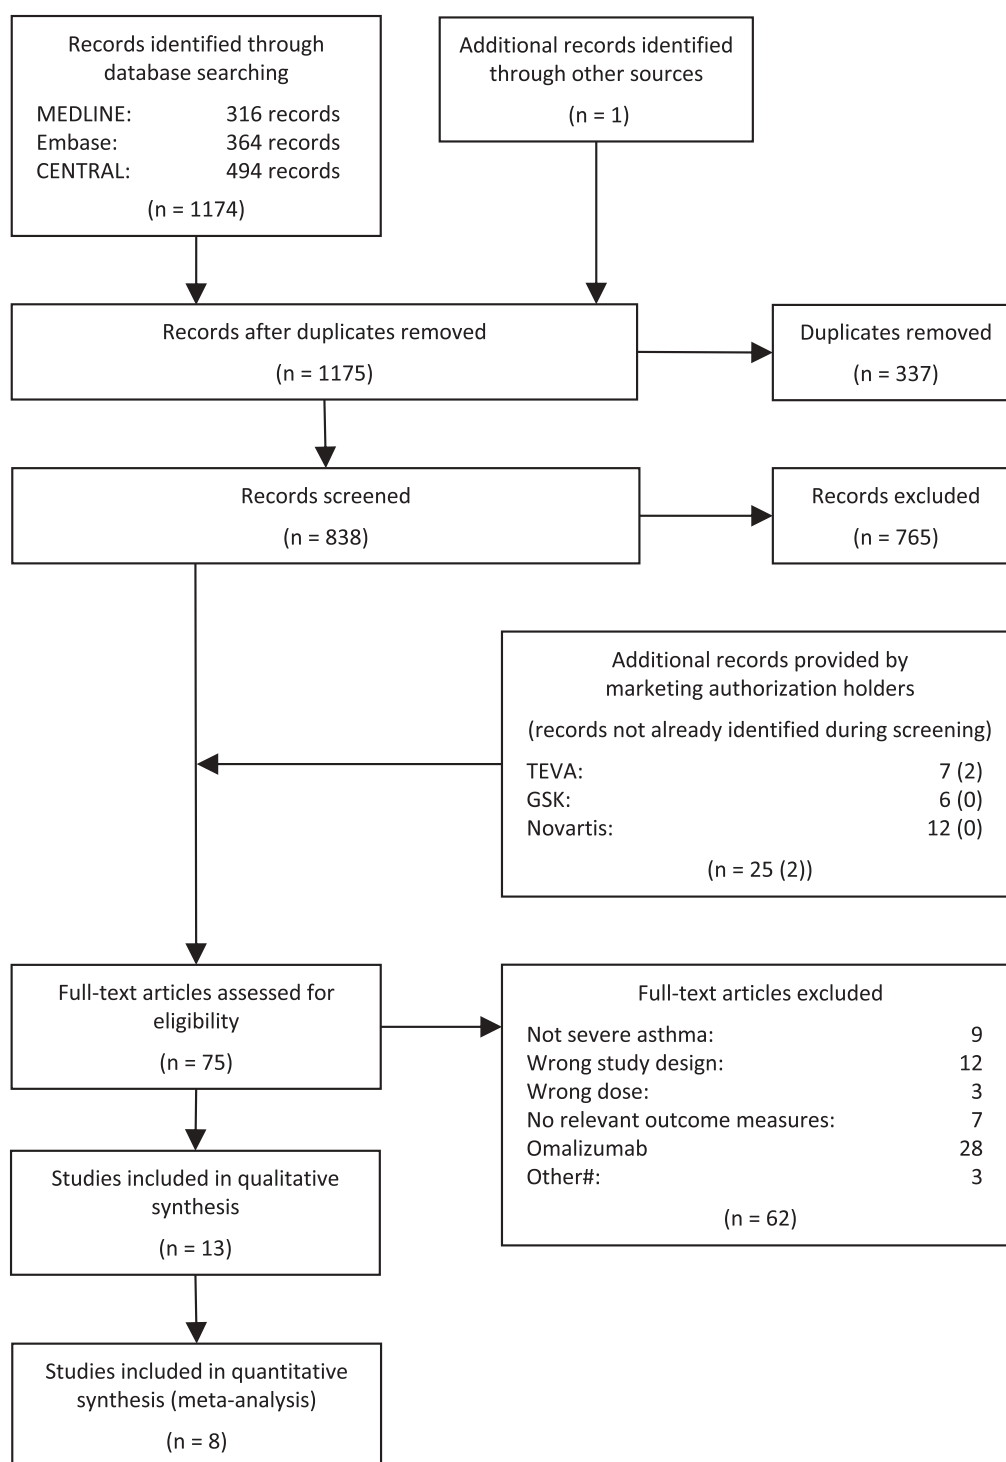 Records identified through
database searching
MEDLINE: 316 records
Embase: 364 records
CENTRAL: 494 records
(n = 1174)
Additional records identified
through other sources
(n = 1)
Records after duplicates removed
(n = 1175)
Duplicates removed
(n = 337)
Records screened
(n = 838)
Records excluded
(n = 765)
Additional records provided by
marketing authorization holders
(records not already identified during screening)
TEVA: 7 (2)
GSK: 6 (0)
Novartis: 12 (0)
(n = 25 (2))
Full-text articles assessed for
eligibility
(n = 75)
Full-text articles excluded
Not severe asthma: 9
Wrong study design: 12
Wrong dose: 3
No relevant outcome measures: 7
Omalizumab 28
Other#: 3
(n = 62)
Studies included in qualitative
synthesis
(n = 13)
Studies included in quantitative
synthesis (meta-analysis)
(n = 8)